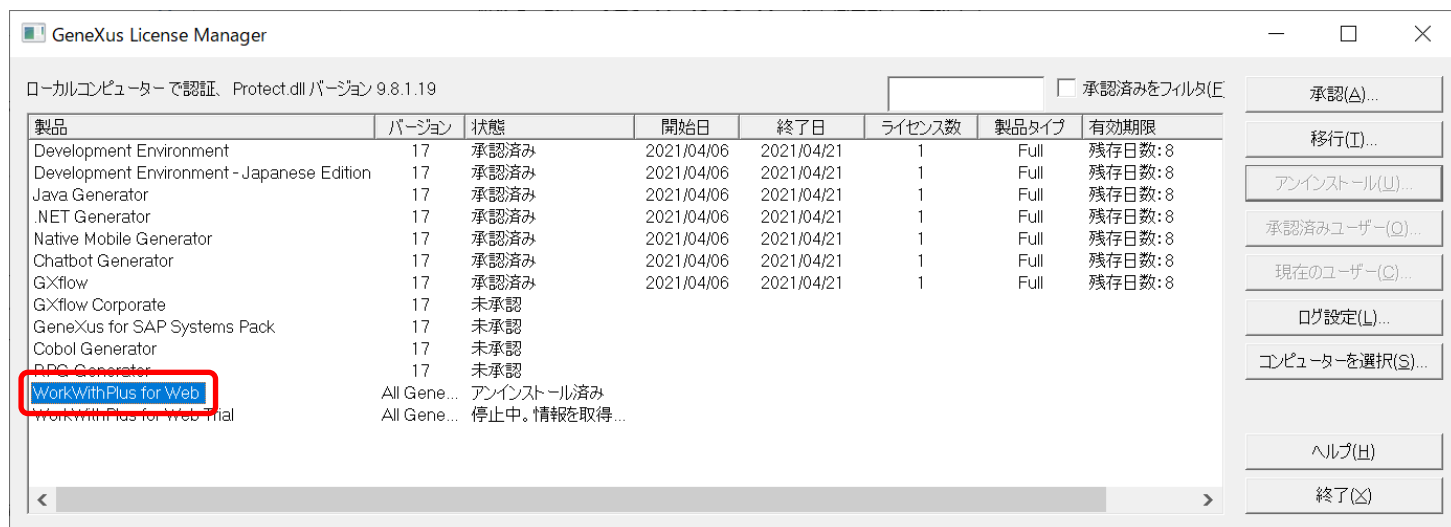 GeneXus License Manager
ローカルコンピューター で認証、 Protect.dll バージョン 9.8.1.19
承認済みをフィルタ(E
承認(A)...
製品 バージョン 状態 開始日 終了日 ライセンス数 製品タイプ 有効期限
移行(T)...
Development Environment 17 承認済み 2021/04/06 2021/04/21 1 Full 残存日数:8
Development Environment - Japanese Edition 17 承認済み 2021/04/06 2021/04/21 1 Full 残存日数:8
アンインストール(U)...
Java Generator 17 承認済み 2021/04/06 2021/04/21 1 Full 残存日数:8
.NET Generator 17 承認済み 2021/04/06 2021/04/21 1 Full 残存日数:8
承認済みユーザー(O)...
Native Mobile Generator 17 承認済み 2021/04/06 2021/04/21 1 Full 残存日数:8
Chatbot Generator 17 承認済み 2021/04/06 2021/04/21 1 Full 残存日数:8
現在のユーザー(C)...
GXflow 17 承認済み 2021/04/06 2021/04/21 1 Full 残存日数:8
GXflow Corporate 17 未承認
ログ設定(L)...
GeneXus for SAP Systems Pack 17 未承認
Cobol Generator 17 未承認
コンピューターを選択(S)...
RPG Generator 17 未承認
WorkWithPlus for Web All Gene... アンインストール済み
WorkWithPlus for Web Trial All Gene... 停止中。情報を取得...
ヘルプ(H)
終了(X)